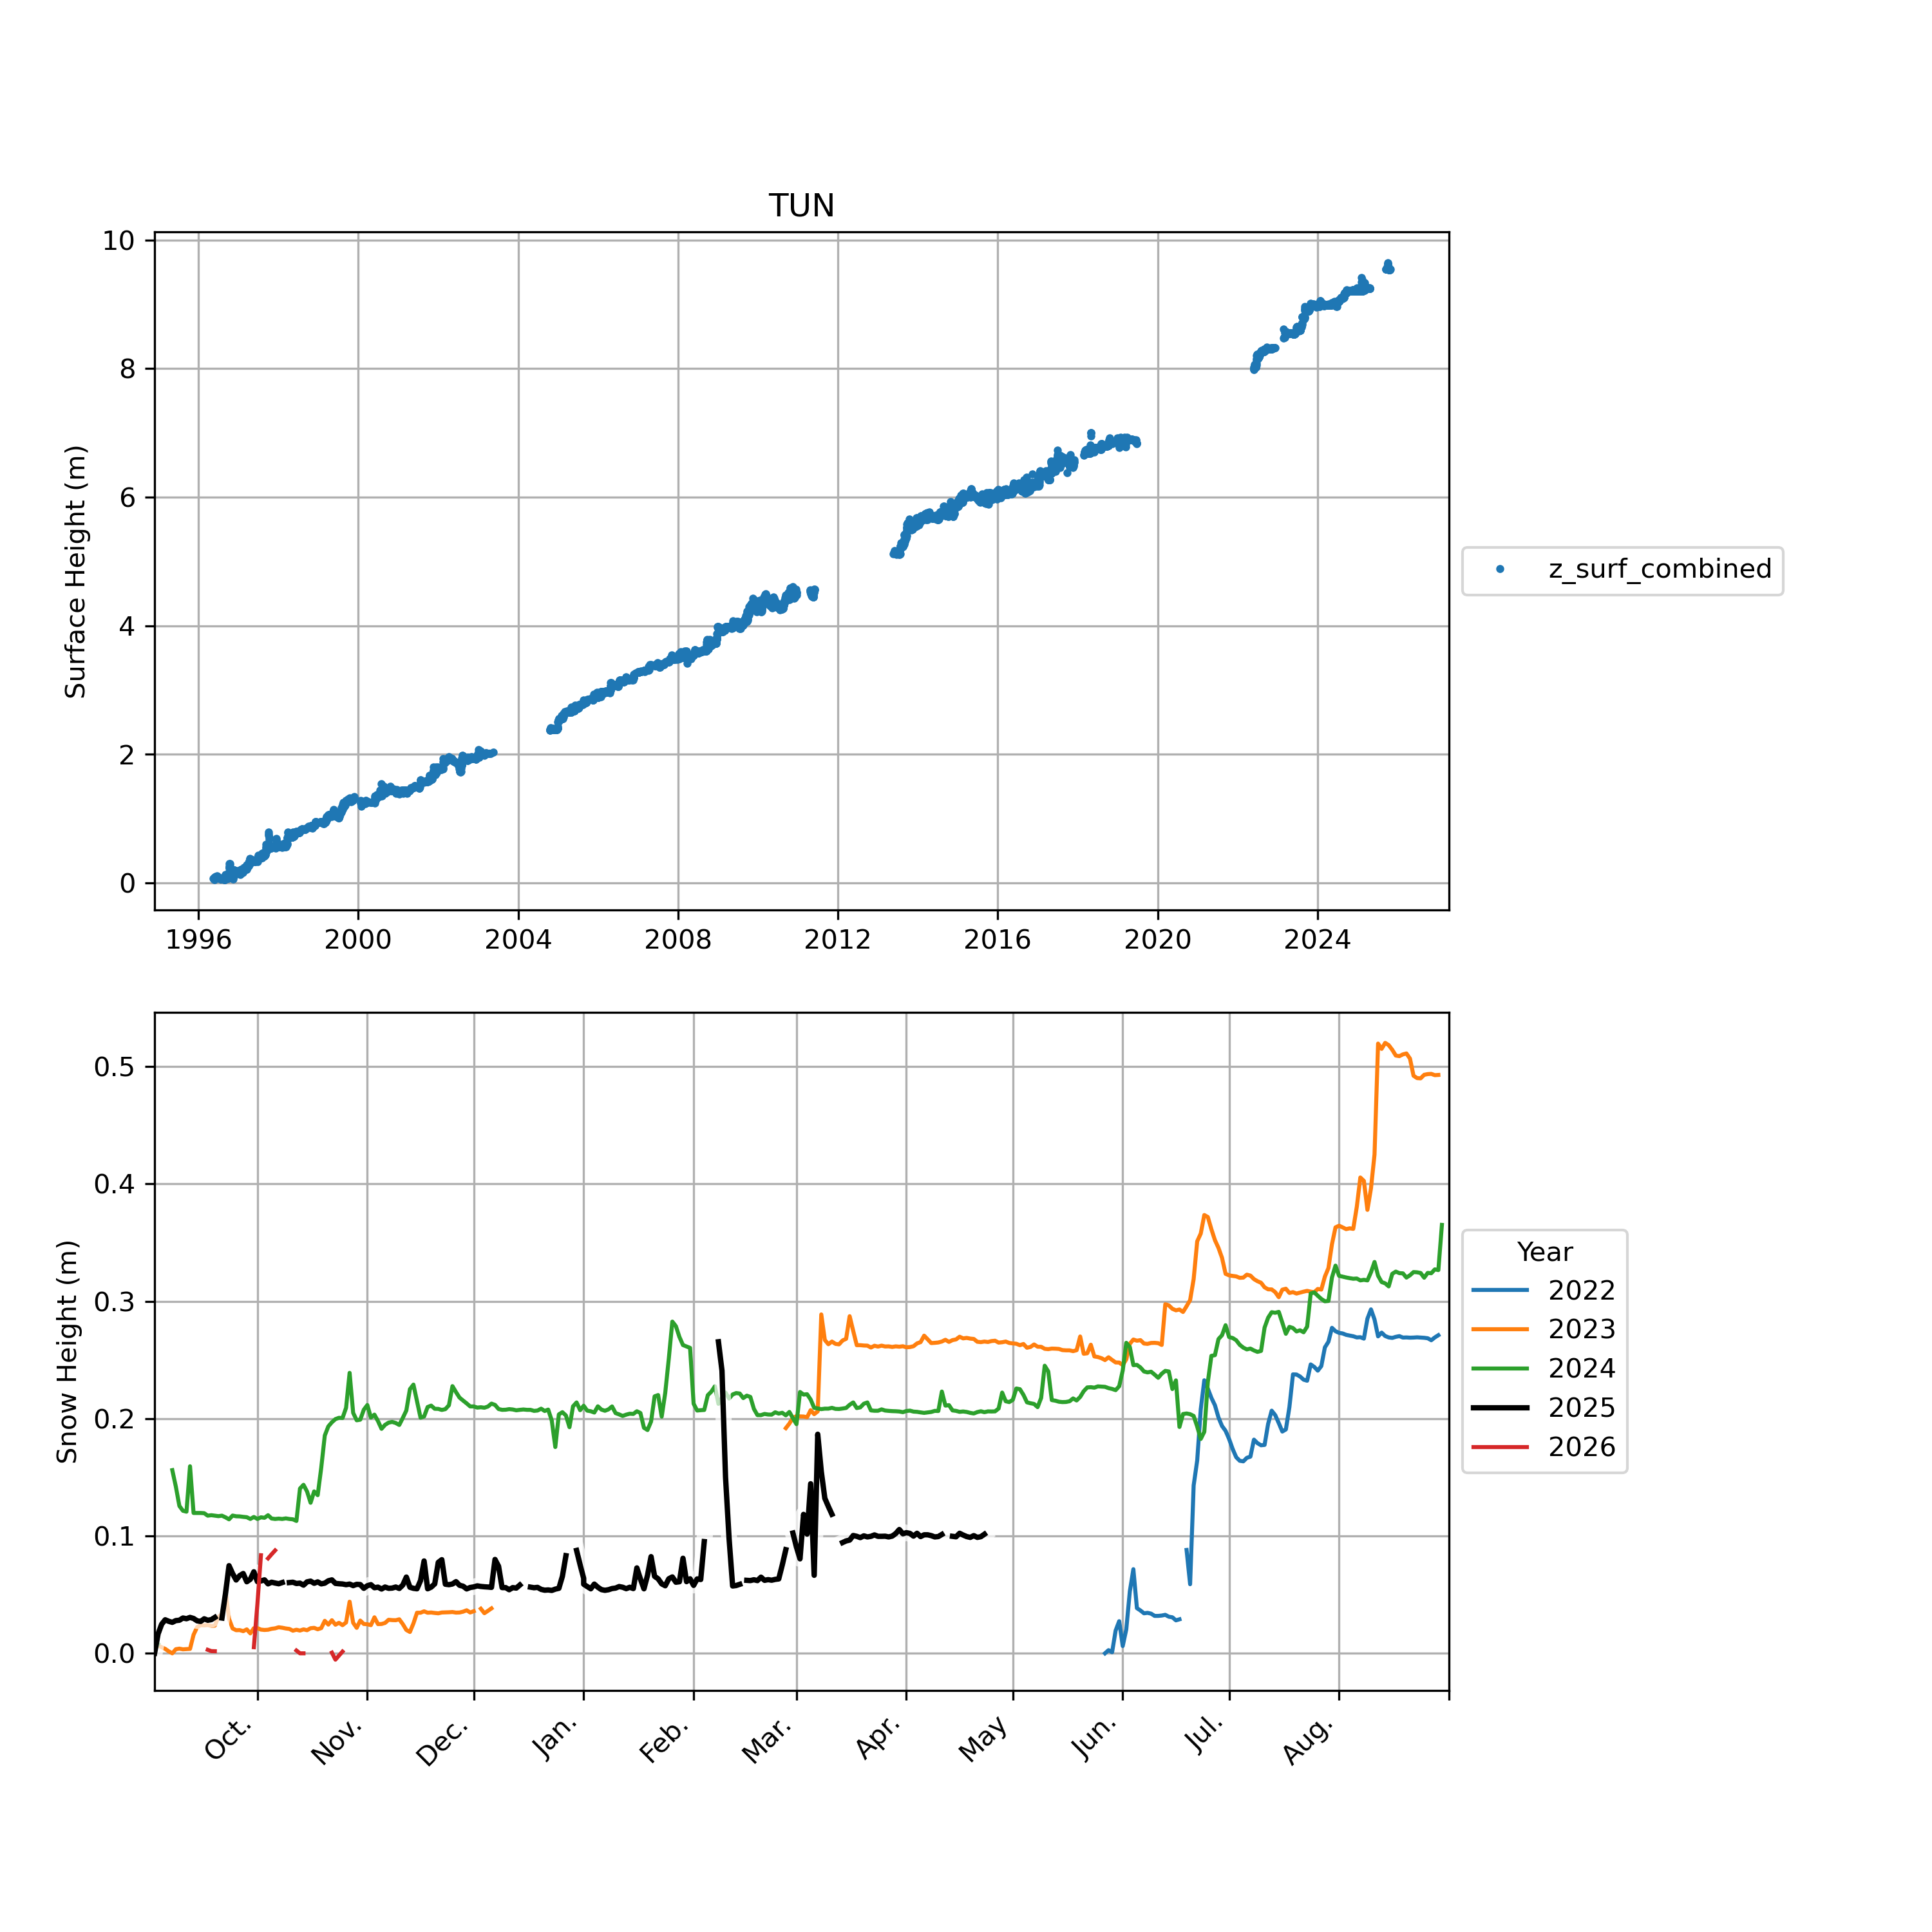 TUN
10
8
6
4
2
0
Surface Height (m)
1996 2000 2004 2008 2012 2016 2020 2024
z_surf_combined
0.5
0.4
0.3
0.2
0.1
0.0
Snow Height (m)
Oct. Nov. Dec. Jan. Feb. Mar. Apr. May Jun. Jul. Aug.
Year
2022
2023
2024
2025
2026